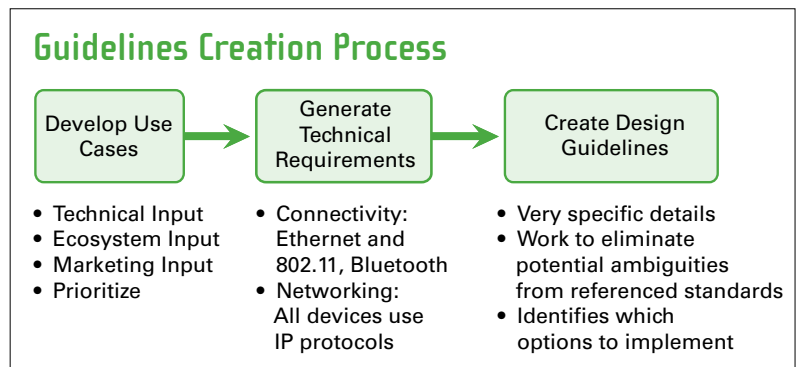 Guidelines Creation Process
Develop Use
Cases
Generate
Technical
Requirements
Create Design
Guidelines
• Technical Input
• Ecosystem Input
• Marketing Input
• Prioritize
• Connectivity:
Ethernet and
802.11, Bluetooth
• Networking:
All devices use
IP protocols
• Very specific details
• Work to eliminate
potential ambiguities
from referenced standards
• Identifies which
options to implement